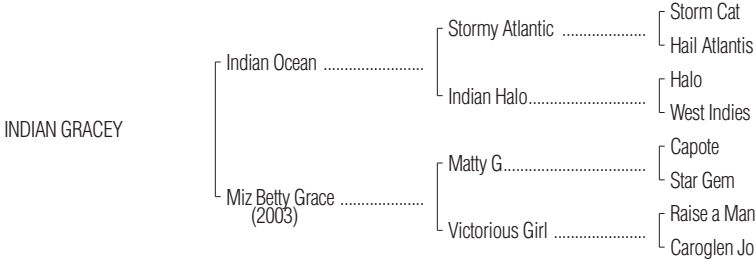 Storm Cat
Stormy Atlantic .....................
Hail Atlantis
Indian Ocean .........................
Halo
Indian Halo.............................
West Indies
INDIAN GRACEY
Capote
Matty G...................................
Star Gem
Miz Betty Grace .....................
(2003)
Raise a Man
Victorious Girl .......................
Caroglen Jo